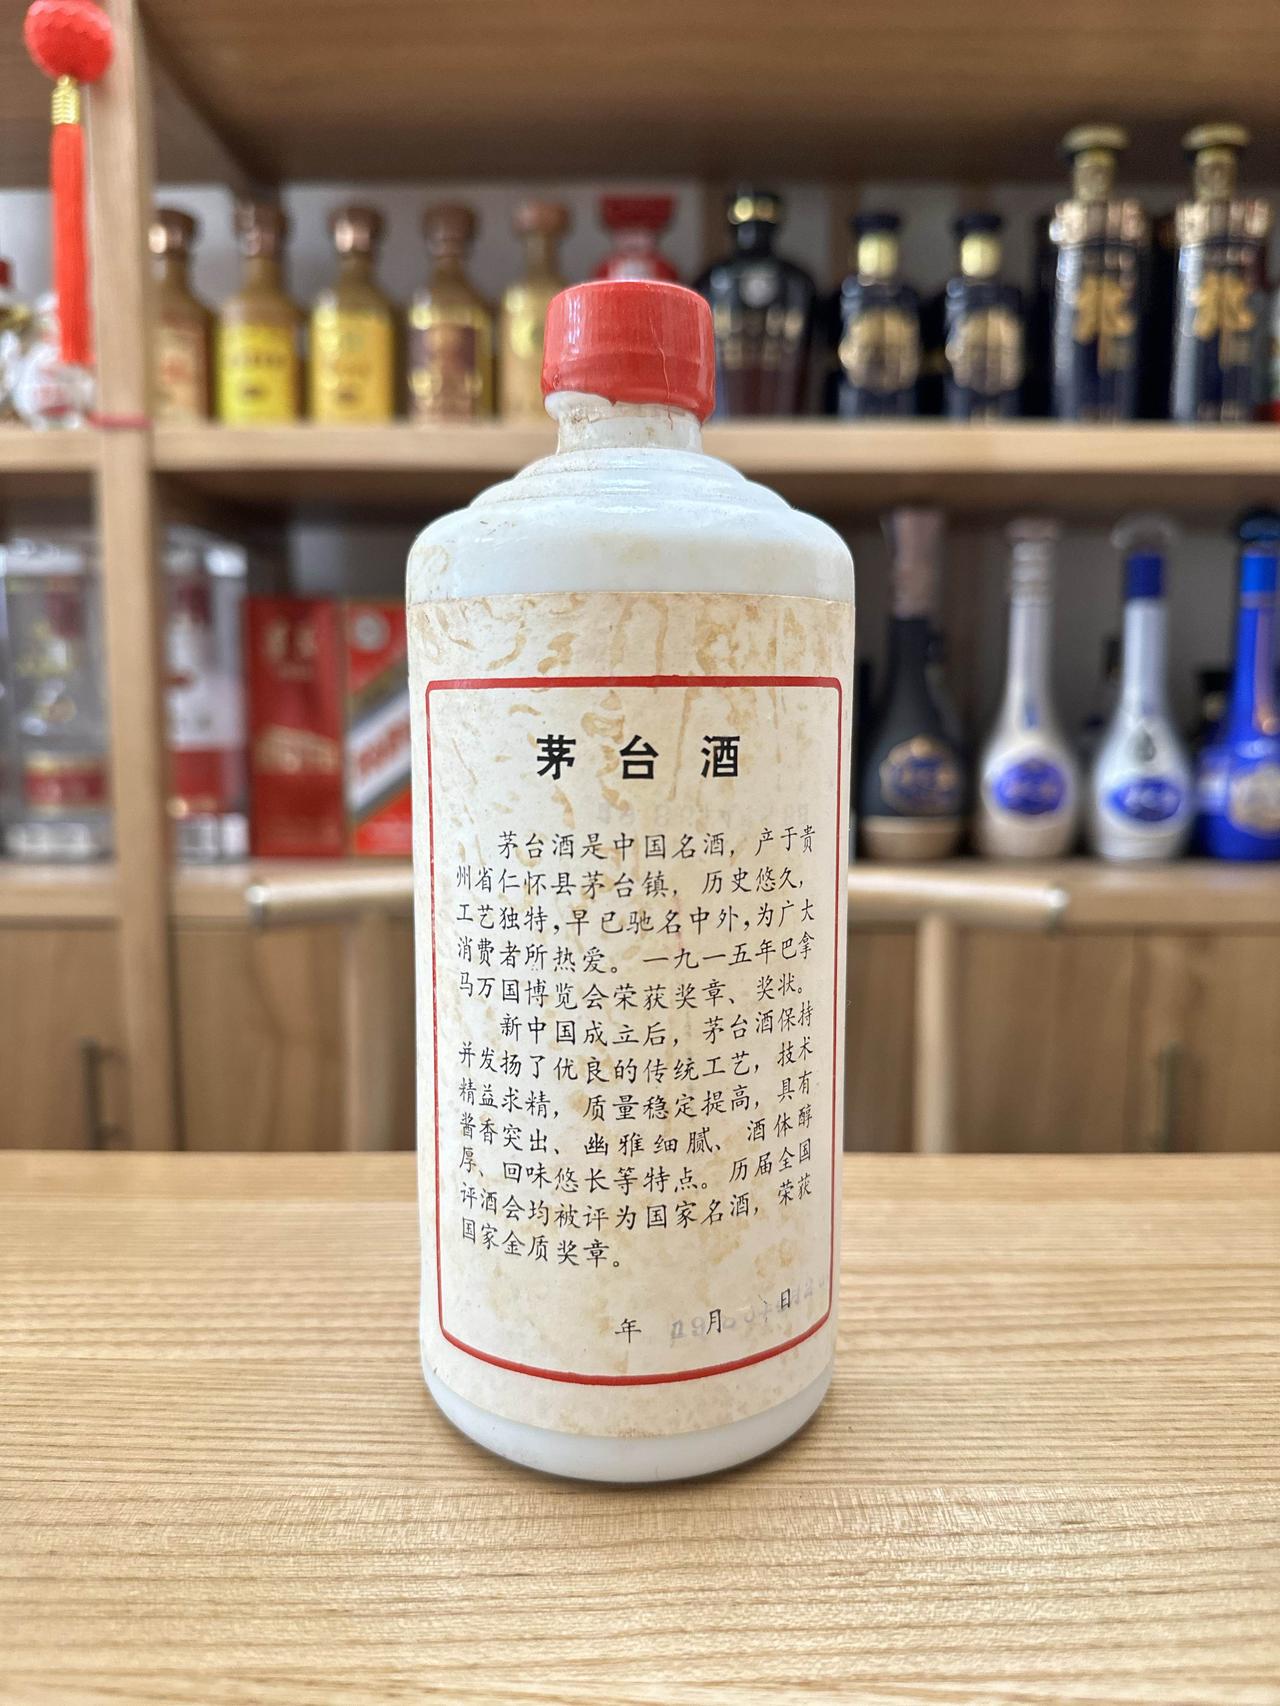 茅台酒
茅台酒是中国名酒，产于贵
州省仁怀县茅台镇，历史悠久，
工艺独特，早已驰名中外，为广大
消费者所热爱。一九一五年巴拿
马万国博览会荣获奖章、奖状。
新中国成立后，茅台酒保持
并发扬了优良的传统工艺，技术
精益求精，质量稳定提高，具有
酱香突出、幽雅细腻、酒体醇
厚、回味悠长等特点。历届全国
评酒会均被评为国家名酒，荣获
国家金质奖章。
年 月 日